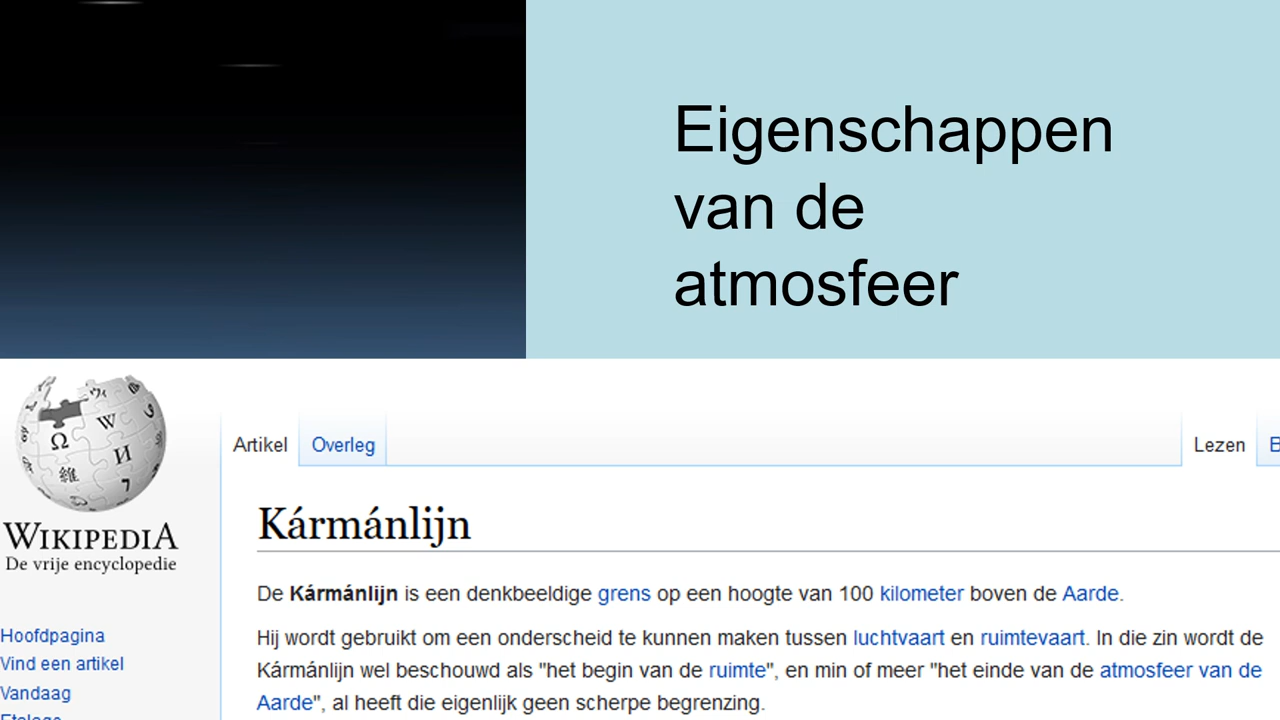 Eigenschappen
van de
atmosfeer
WIKIPEDIA
De vrije encyclopedie
Hoofdpagina
Vind een artikel
Vandaag
Artikel Overleg Lezen
Kármánlijn
De Kármánlijn is een denkbeeldige grens op een hoogte van 100 kilometer boven de Aarde.
Hij wordt gebruikt om een onderscheid te kunnen maken tussen luchtvaart en ruimtevaart. In die zin wordt de
Kármánlijn wel beschouwd als "het begin van de ruimte", en min of meer "het einde van de atmosfeer van de
Aarde", al heeft die eigenlijk geen scherpe begrenzing.